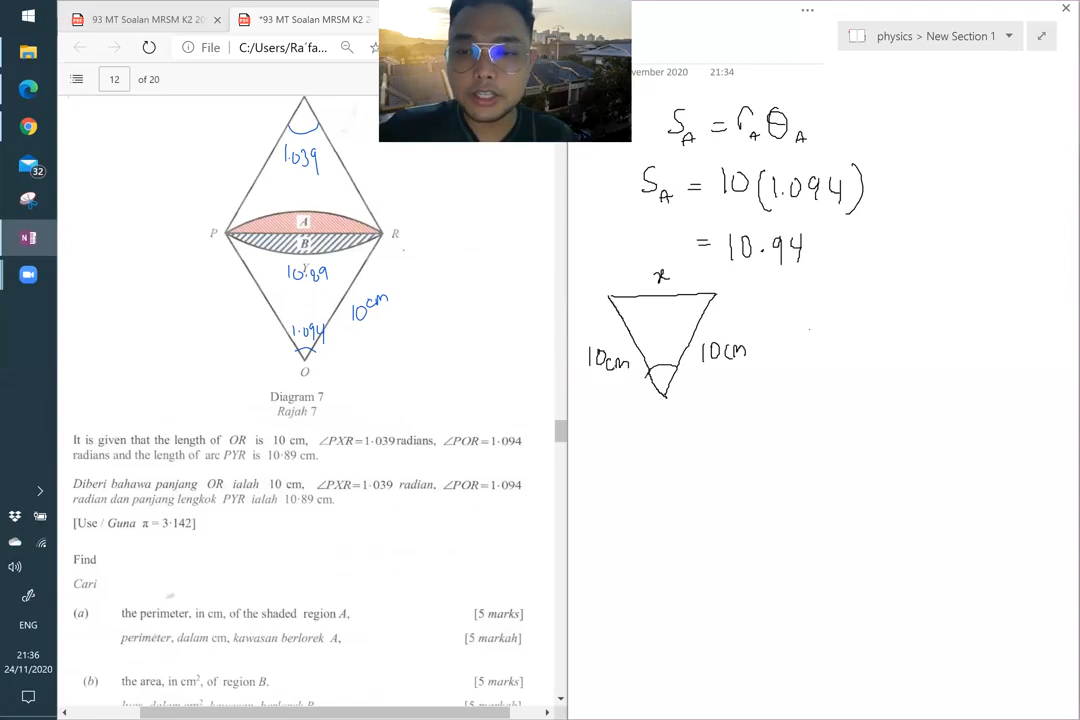 93 MT Soalan MRSM K2 20
*93 MT Soalan MRSM K2 20
File
C:/Users/Ra´fa...
12
of 20
physics > New Section 1
vember 2020 21:34
1.039
P
A
R
B
10.89
10cm
1.094
O
Diagram 7
Rajah 7
It is given that the length of OR is 10 cm, ∠PXR=1·039 radians, ∠POR=1·094
radians and the length of arc PYR is 10·89 cm.
Diberi bahawa panjang OR ialah 10 cm, ∠PXR=1·039 radian, ∠POR=1·094
radian dan panjang lengkok PYR ialah 10·89 cm.
[Use / Guna π = 3·142]
Find
Cari
(a) the perimeter, in cm, of the shaded region A, [5 marks]
perimeter, dalam cm, kawasan berlorek A, [5 markah]
(b) the area, in cm², of region B. [5 marks]
S_A = r_A θ_A
S_A = 10(1.094)
= 10.94
x
10cm
10cm
32
ENG
21:36
24/11/2020